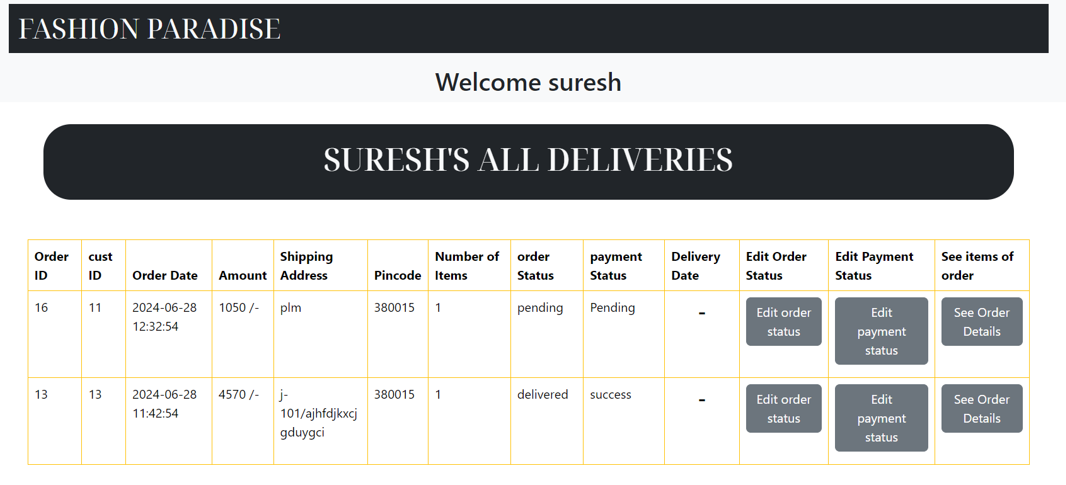 FASHION PARADISE
Welcome suresh
SURESH'S ALL DELIVERIES
Order ID cust ID Order Date Amount Shipping Address Pincode Number of Items order Status payment Status Delivery Date Edit Order Status Edit Payment Status See items of order
16 11 2024-06-28 12:32:54 1050 /- plm 380015 1 pending Pending - Edit order status Edit payment status See Order Details
13 13 2024-06-28 11:42:54 4570 /- j-101/ajhfdjkxcjgduygci 380015 1 delivered success - Edit order status Edit payment status See Order Details